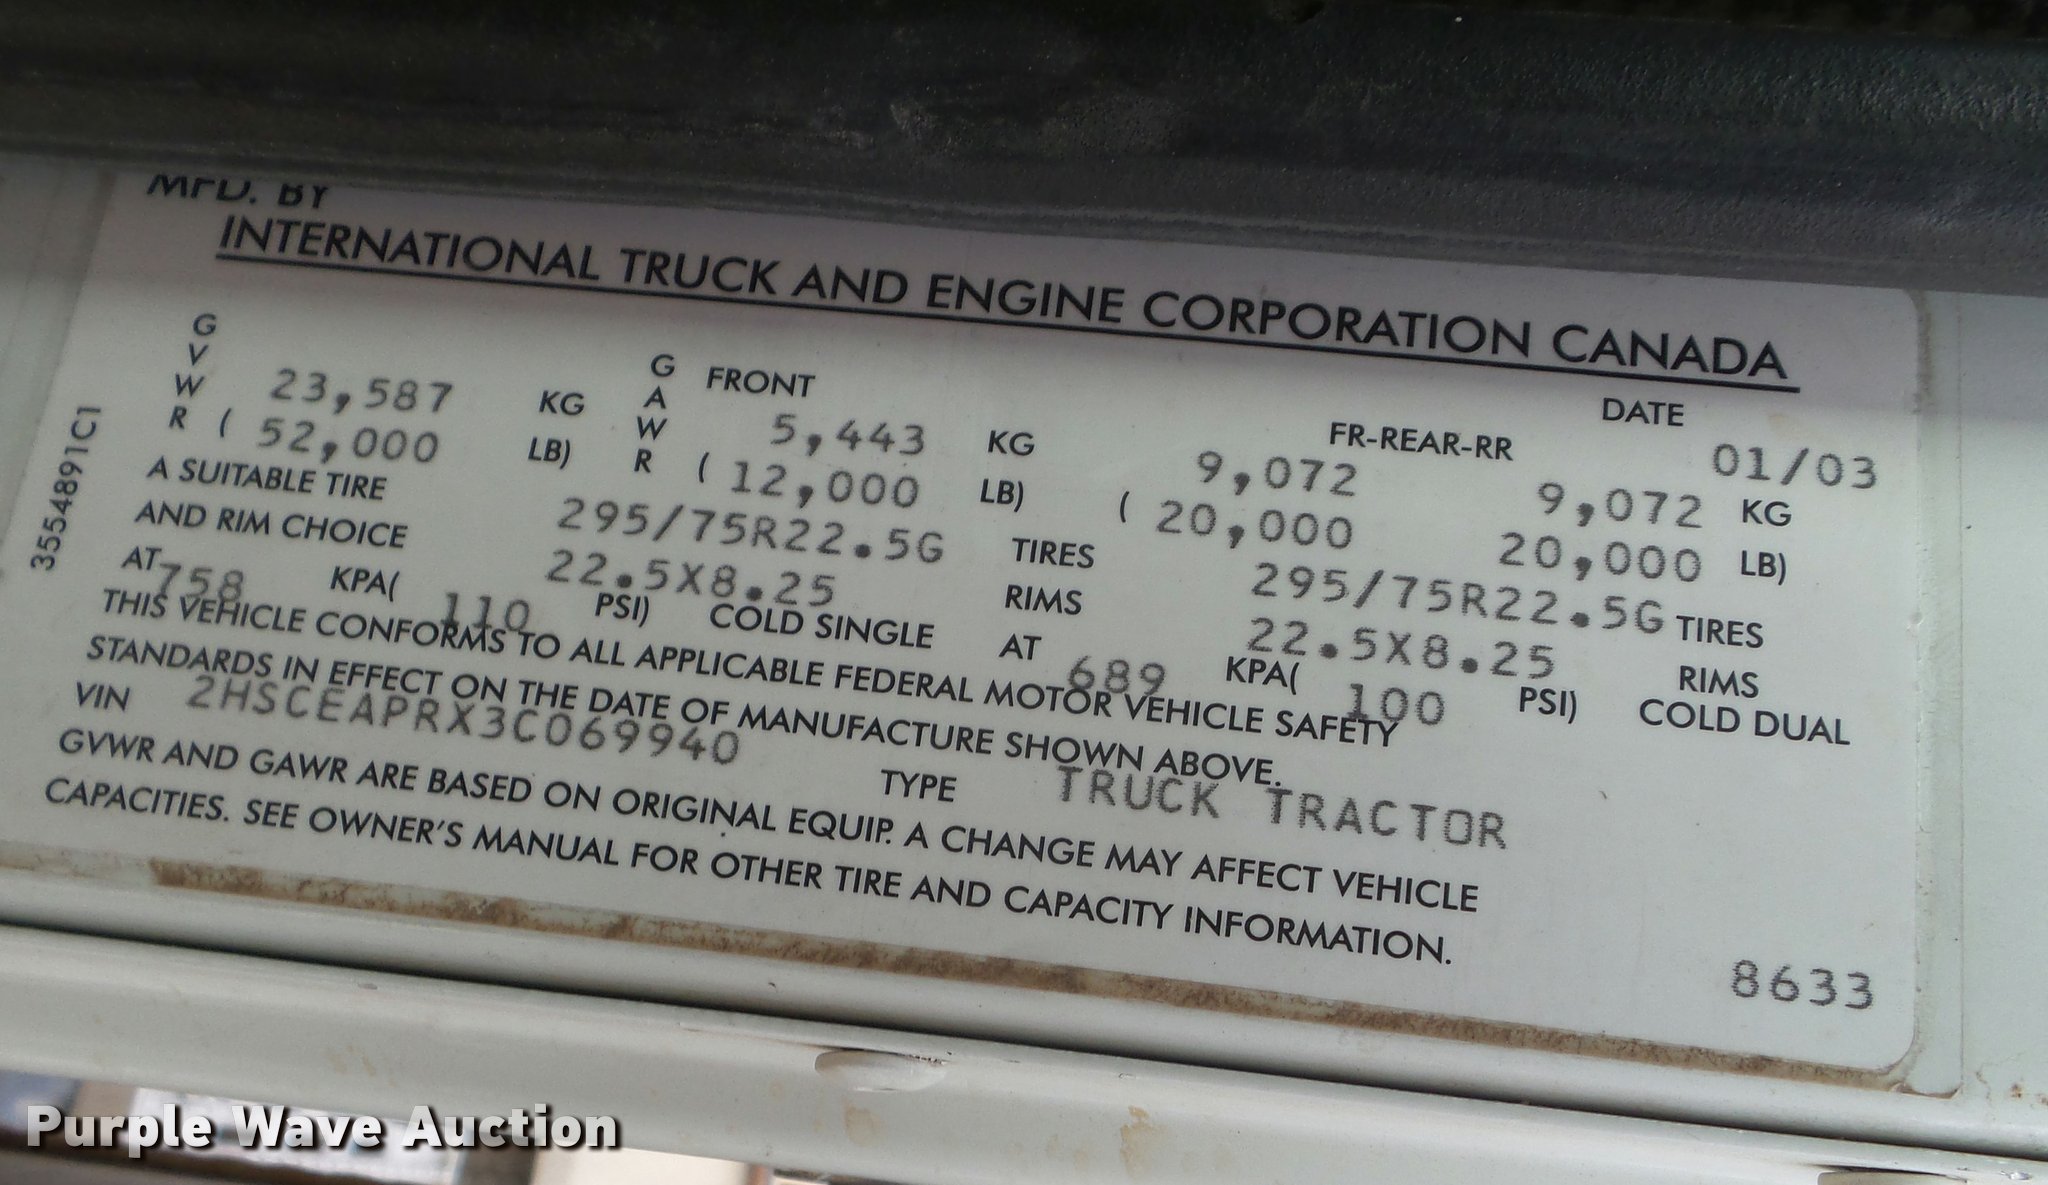 MFD. BY
INTERNATIONAL TRUCK AND ENGINE CORPORATION CANADA
GVWR 23,587 KG GAWR FRONT 5,443 KG FR-REAR-RR 9,072 9,072 KG DATE 01/03
( 52,000 LB) ( 12,000 LB) ( 20,000 20,000 LB)
A SUITABLE TIRE 295/75R22.5G TIRES 295/75R22.5G TIRES
AND RIM CHOICE 22.5X8.25 RIMS 22.5X8.25 RIMS
AT 758 KPA( 110 PSI) COLD SINGLE AT 689 KPA( 100 PSI) COLD DUAL
THIS VEHICLE CONFORMS TO ALL APPLICABLE FEDERAL MOTOR VEHICLE SAFETY
STANDARDS IN EFFECT ON THE DATE OF MANUFACTURE SHOWN ABOVE.
VIN 2HSCEAPRX3C069940 TYPE TRUCK TRACTOR
GVWR AND GAWR ARE BASED ON ORIGINAL EQUIP. A CHANGE MAY AFFECT VEHICLE
CAPACITIES. SEE OWNER'S MANUAL FOR OTHER TIRE AND CAPACITY INFORMATION.
8633
3554891C1
Purple Wave Auction